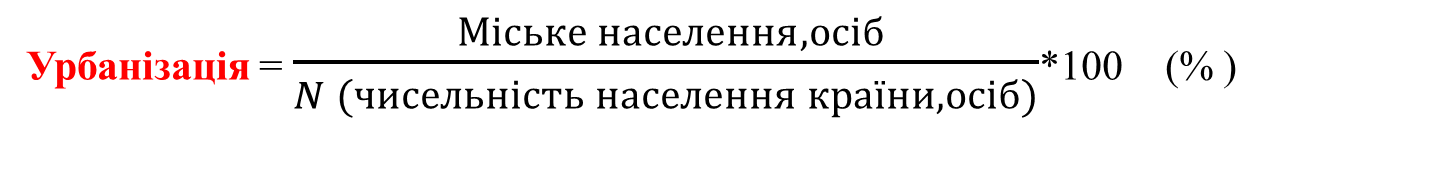 Міське населення,осіб
Урбанізація = *100 (% )
N (чисельність населення країни,осіб)